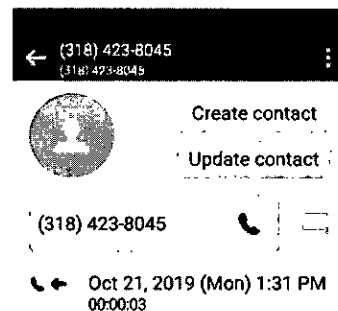 (318) 423-8045
(318) 423-8045
Create contact
Update contact
(318) 423-8045
Oct 21, 2019 (Mon) 1:31 PM
00:00:03